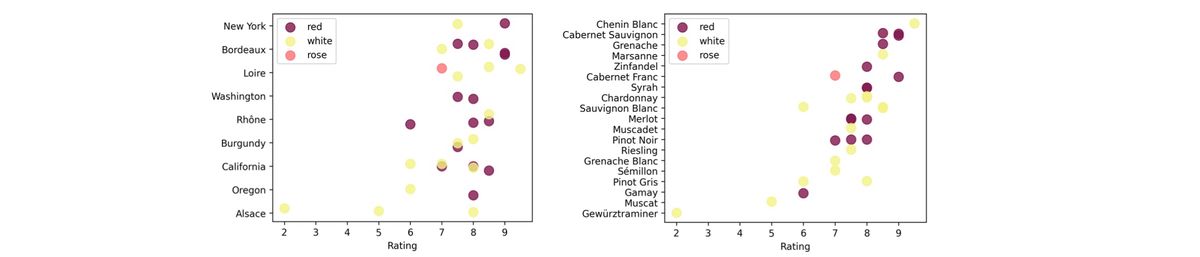 New York
Bordeaux
Loire
Washington
Rhône
Burgundy
California
Oregon
Alsace
red
white
rose
2 3 4 5 6 7 8 9
Rating
Chenin Blanc
Cabernet Sauvignon
Grenache
Marsanne
Zinfandel
Cabernet Franc
Syrah
Chardonnay
Sauvignon Blanc
Merlot
Muscadet
Pinot Noir
Riesling
Grenache Blanc
Sémillon
Pinot Gris
Gamay
Muscat
Gewürztraminer
red
white
rose
2 3 4 5 6 7 8 9
Rating